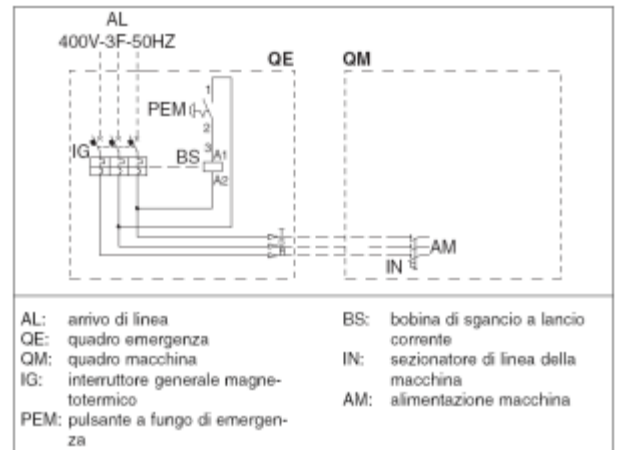 AL
400V-3F-50HZ
QE
QM
1
PEM
2
IG
3
BS
A1
A2
AM
IN
AL: arrivo di linea
QE: quadro emergenza
QM: quadro macchina
IG: interruttore generale magne-
totermico
PEM: pulsante a fungo di emergen-
za
BS: bobina di sgancio a lancio
corrente
IN: sezionatore di linea della
macchina
AM: alimentazione macchina